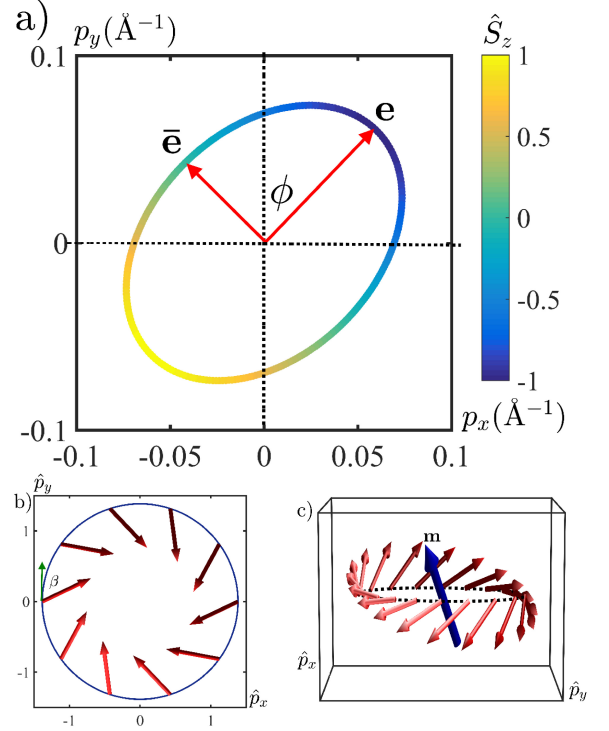 a)
p_y(Å⁻¹)
Ŝ_z
0.1
0
-0.1
ē
e
ϕ
1
0.5
0
-0.5
-1
-0.1
-0.05
0
0.05
0.1
p_x(Å⁻¹)
b)
p̂_y
1
0
-1
β
-1
0
1
p̂_x
c)
m
p̂_x
p̂_y